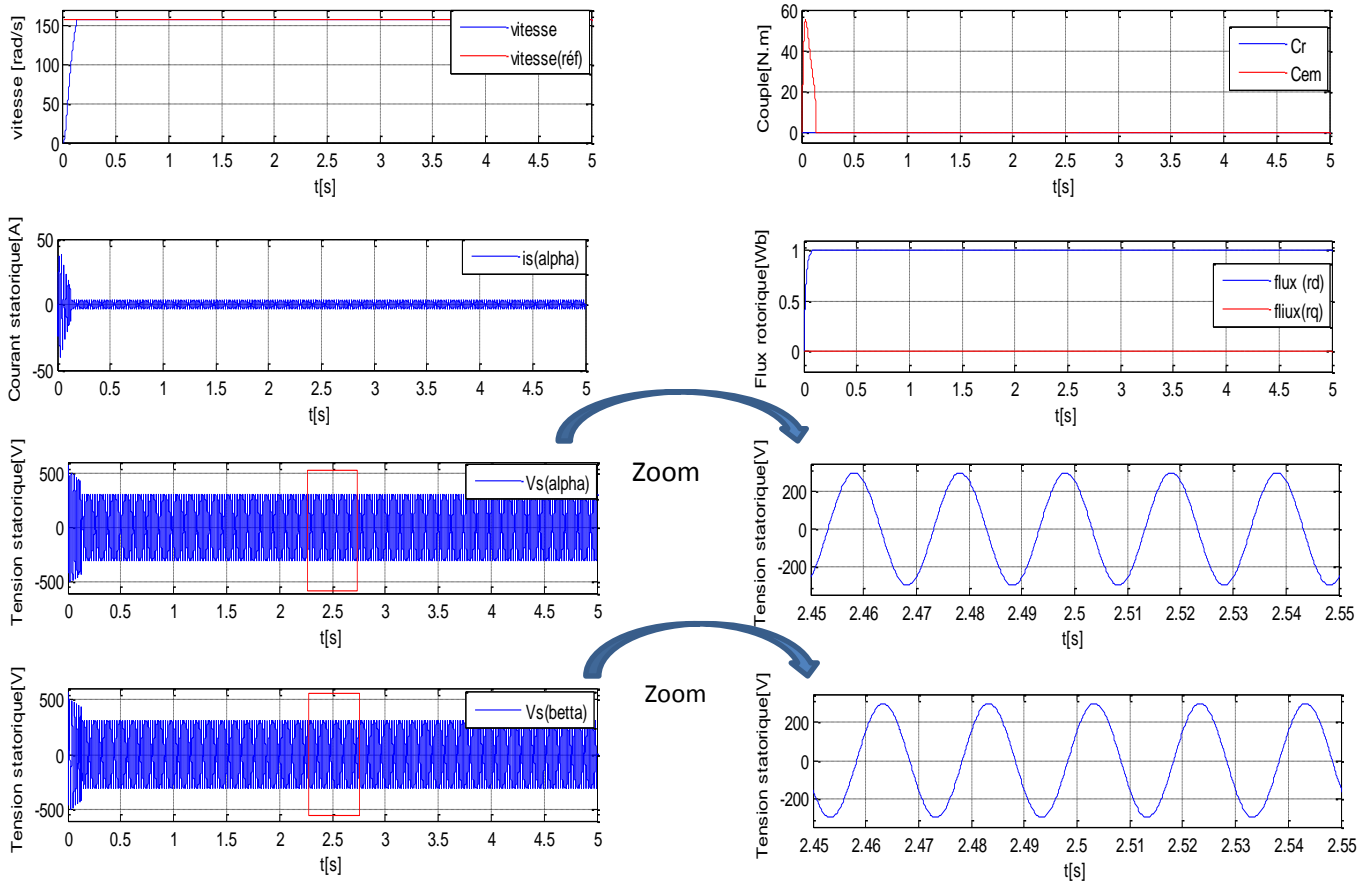 vitesse [rad/s]
150
100
50
0
vitesse
vitesse(réf)
0 0.5 1 1.5 2 2.5 3 3.5 4 4.5 5
t[s]
Couple[N.m]
60
40
20
0
Cr
Cem
0 0.5 1 1.5 2 2.5 3 3.5 4 4.5 5
t[s]
Courant statorique[A]
50
0
-50
is(alpha)
0 0.5 1 1.5 2 2.5 3 3.5 4 4.5 5
t[s]
Flux rotorique[Wb]
1
0.5
0
flux (rd)
fliux(rq)
0 0.5 1 1.5 2 2.5 3 3.5 4 4.5 5
t[s]
Tension statorique[V]
500
0
-500
Vs(alpha)
0 0.5 1 1.5 2 2.5 3 3.5 4 4.5 5
t[s]
Zoom
Tension statorique[V]
200
0
-200
2.45 2.46 2.47 2.48 2.49 2.5 2.51 2.52 2.53 2.54 2.55
t[s]
Tension statorique[V]
500
0
-500
Vs(betta)
0 0.5 1 1.5 2 2.5 3 3.5 4 4.5 5
t[s]
Zoom
Tension statorique[V]
200
0
-200
2.45 2.46 2.47 2.48 2.49 2.5 2.51 2.52 2.53 2.54 2.55
t[s]